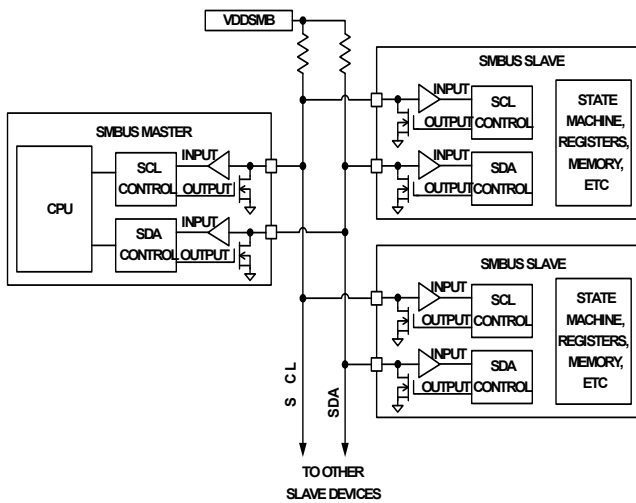 VDDSMB
SMBUS SLAVE
INPUT
SCL
CONTROL
OUTPUT
INPUT
SDA
CONTROL
OUTPUT
STATE
MACHINE,
REGISTERS,
MEMORY,
ETC
SMBUS MASTER
CPU
SCL
CONTROL
INPUT
OUTPUT
SDA
CONTROL
INPUT
OUTPUT
SMBUS SLAVE
INPUT
SCL
CONTROL
OUTPUT
INPUT
SDA
CONTROL
OUTPUT
STATE
MACHINE,
REGISTERS,
MEMORY,
ETC
S CL
SDA
TO OTHER
SLAVE DEVICES